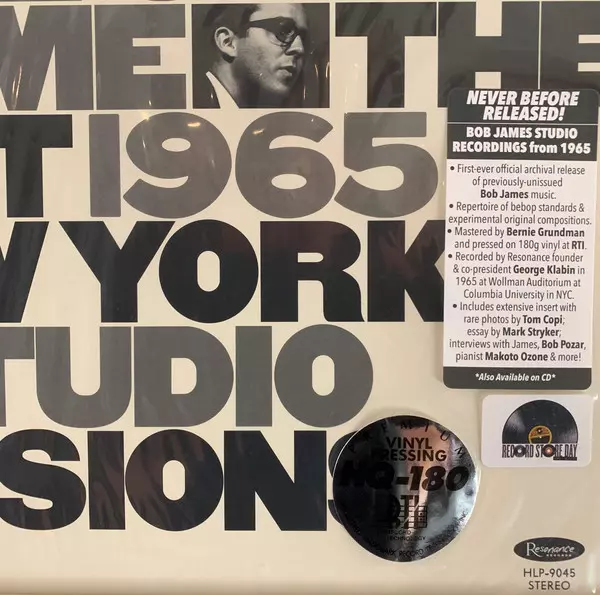 MENTHE
T 1965
W YORK
TUDIO
SIONS
NEVER BEFORE
RELEASED!
BOB JAMES STUDIO
RECORDINGS from 1965
• First-ever official archival release
of previously-unissued
Bob James music.
• Repertoire of bebop standards &
experimental original compositions.
• Mastered by Bernie Grundman
and pressed on 180g vinyl at RTI.
• Recorded by Resonance founder
& co-president George Klabin in
1965 at Wollman Auditorium at
Columbia University in NYC.
• Includes extensive insert with
rare photos by Tom Copi;
essay by Mark Stryker;
interviews with James, Bob Pozar,
pianist Makoto Ozone & more!
*Also Available on CD*
RECORD STORE DAY
PREMIUM
VINYL
PRESSING
HQ-180
RTI
TECHNOLOGY
Resonance
RECORDS
HLP-9045
STEREO